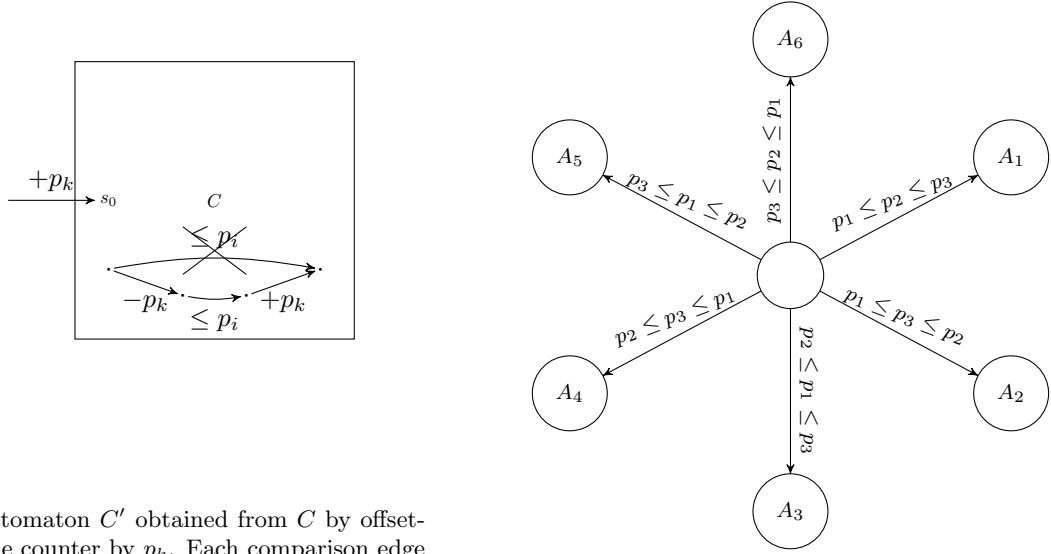 +p_k
s_0
C
≤ p_i
−p_k
+p_k
≤ p_i
tomaton C′ obtained from C by offset-
e counter by p_k. Each comparison edge
A_6
p_3 ≤ p_2 ≤ p_1
A_5
p_3 ≤ p_1 ≤ p_2
A_1
p_1 ≤ p_2 ≤ p_3
p_2 ≤ p_3 ≤ p_1
A_4
p_1 ≤ p_3 ≤ p_2
A_2
p_2 ≤ p_1 ≤ p_3
A_3